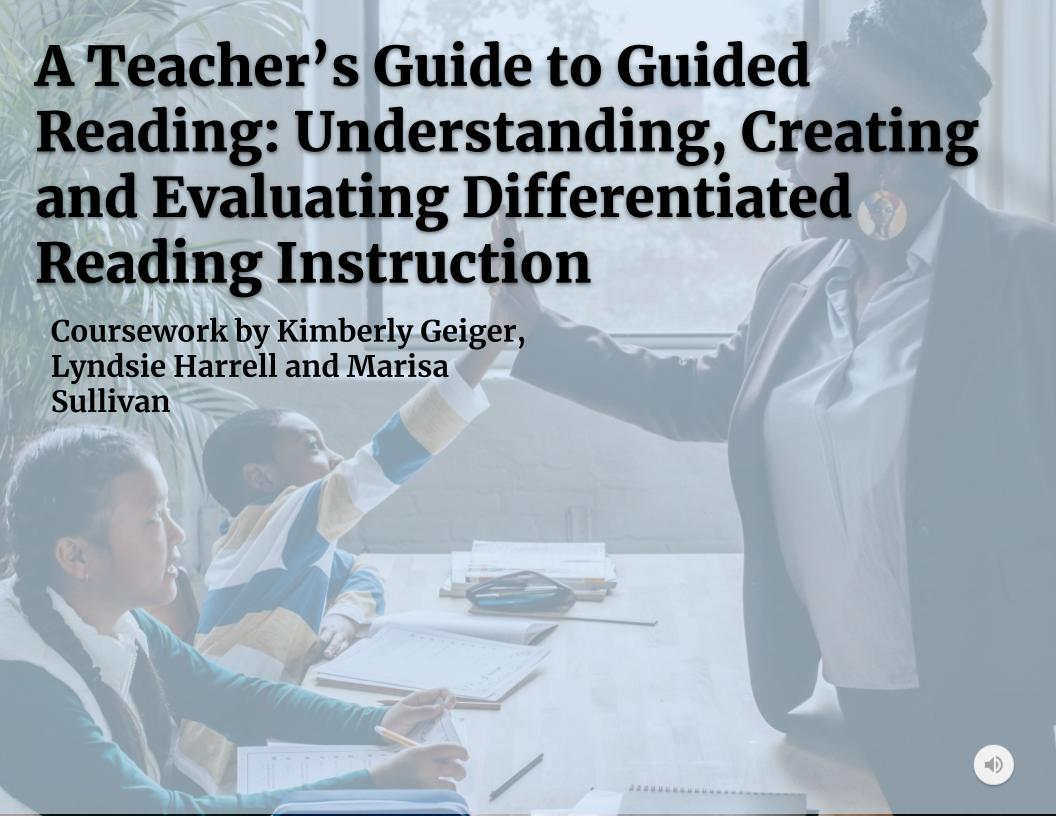 A Teacher’s Guide to Guided
Reading: Understanding, Creating
and Evaluating Differentiated
Reading Instruction
Coursework by Kimberly Geiger,
Lyndsie Harrell and Marisa
Sullivan